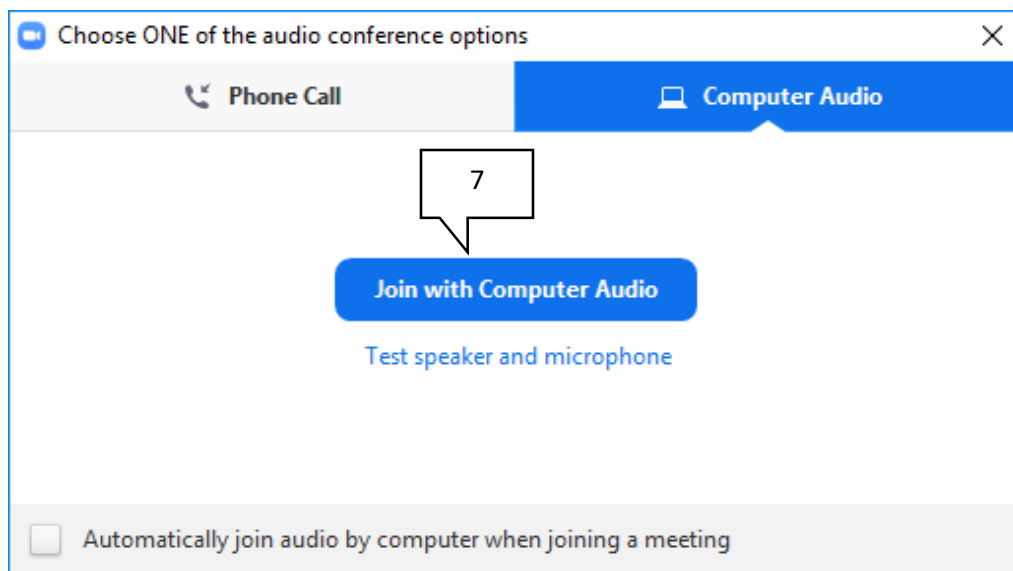 Choose ONE of the audio conference options
Phone Call
Computer Audio
7
Join with Computer Audio
Test speaker and microphone
Automatically join audio by computer when joining a meeting